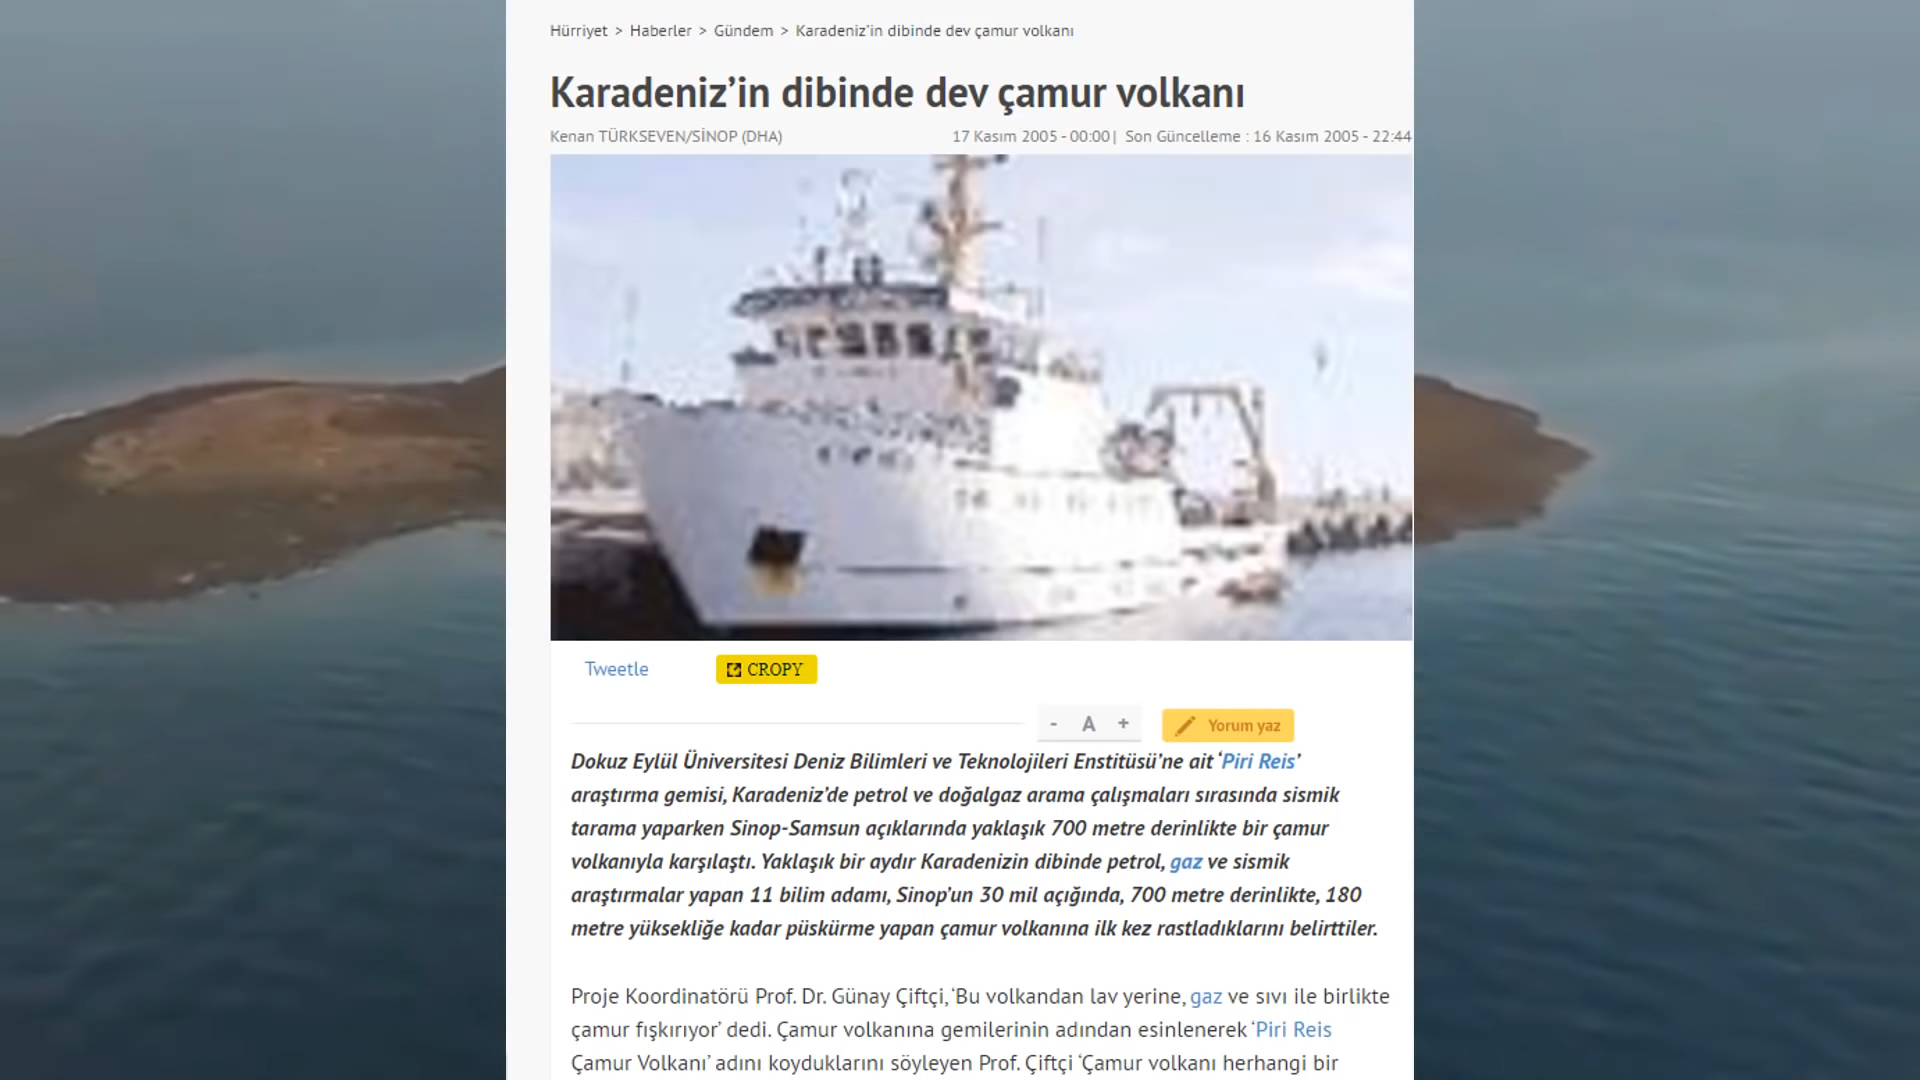 Hürriyet > Haberler > Gündem > Karadeniz'in dibinde dev çamur volkanı
Karadeniz’in dibinde dev çamur volkanı
Kenan TÜRKSEVEN/SİNOP (DHA)
17 Kasım 2005 - 00:00 | Son Güncelleme : 16 Kasım 2005 - 22:44
Tweetle
CROPY
- A +
Yorum yaz
Dokuz Eylül Üniversitesi Deniz Bilimleri ve Teknolojileri Enstitüsü’ne ait ‘Piri Reis’
araştırma gemisi, Karadeniz’de petrol ve doğalgaz arama çalışmaları sırasında sismik
tarama yaparken Sinop-Samsun açıklarında yaklaşık 700 metre derinlikte bir çamur
volkanıyla karşılaştı. Yaklaşık bir aydır Karadenizin dibinde petrol, gaz ve sismik
araştırmalar yapan 11 bilim adamı, Sinop’un 30 mil açığında, 700 metre derinlikte, 180
metre yüksekliğe kadar püskürme yapan çamur volkanına ilk kez rastladıklarını belirttiler.
Proje Koordinatörü Prof. Dr. Günay Çiftçi, ‘Bu volkandan lav yerine, gaz ve sıvı ile birlikte
çamur fışkırıyor’ dedi. Çamur volkanına gemilerinin adından esinlenerek ‘Piri Reis
Çamur Volkanı’ adını koyduklarını söyleyen Prof. Çiftçi ‘Çamur volkanı herhangi bir